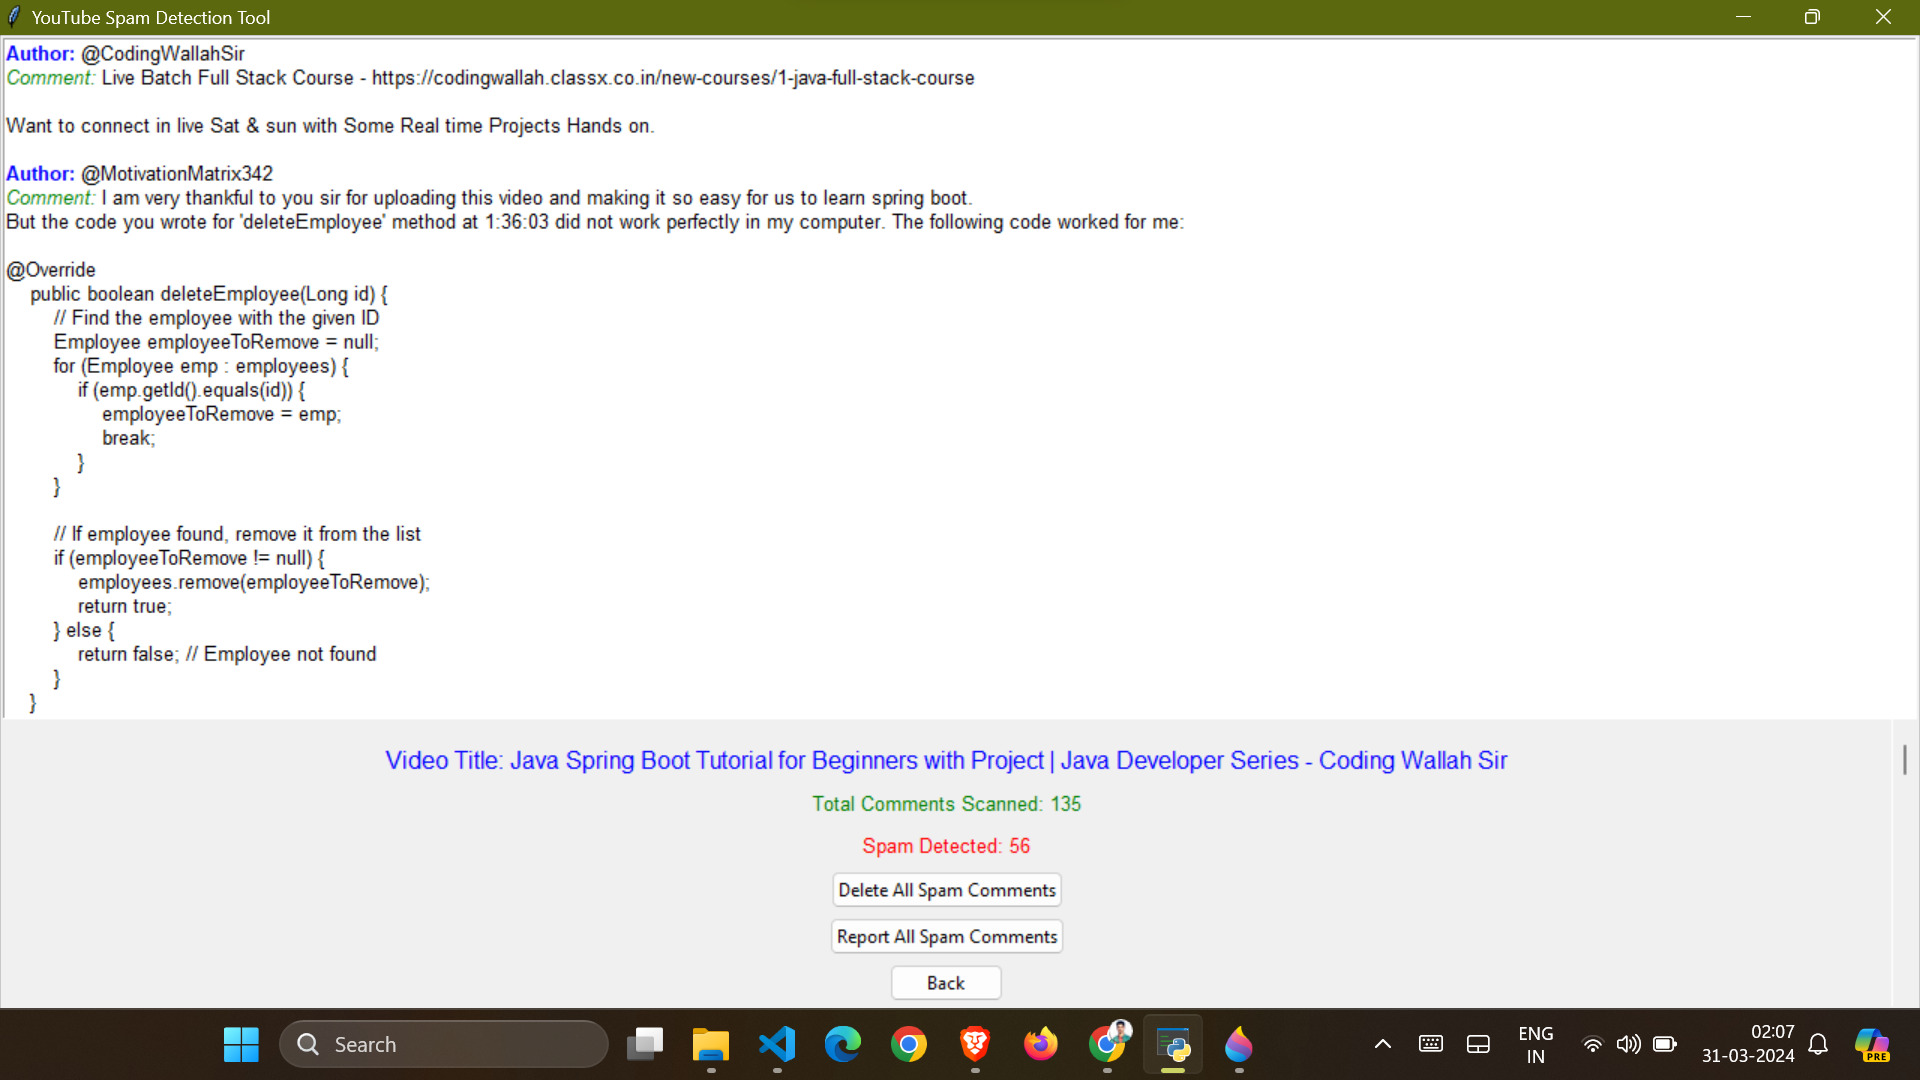 YouTube Spam Detection Tool
Author: @CodingWallahSir
Comment: Live Batch Full Stack Course - https://codingwallah.classx.co.in/new-courses/1-java-full-stack-course
Want to connect in live Sat & sun with Some Real time Projects Hands on.
Author: @MotivationMatrix342
Comment: I am very thankful to you sir for uploading this video and making it so easy for us to learn spring boot.
But the code you wrote for 'deleteEmployee' method at 1:36:03 did not work perfectly in my computer. The following code worked for me:
@Override
public boolean deleteEmployee(Long id) {
// Find the employee with the given ID
Employee employeeToRemove = null;
for (Employee emp : employees) {
if (emp.getId().equals(id)) {
employeeToRemove = emp;
break;
}
}
// If employee found, remove it from the list
if (employeeToRemove != null) {
employees.remove(employeeToRemove);
return true;
} else {
return false; // Employee not found
}
}
Video Title: Java Spring Boot Tutorial for Beginners with Project | Java Developer Series - Coding Wallah Sir
Total Comments Scanned: 135
Spam Detected: 56
Delete All Spam Comments
Report All Spam Comments
Back
Search
ENG
IN
02:07
31-03-2024
PRE